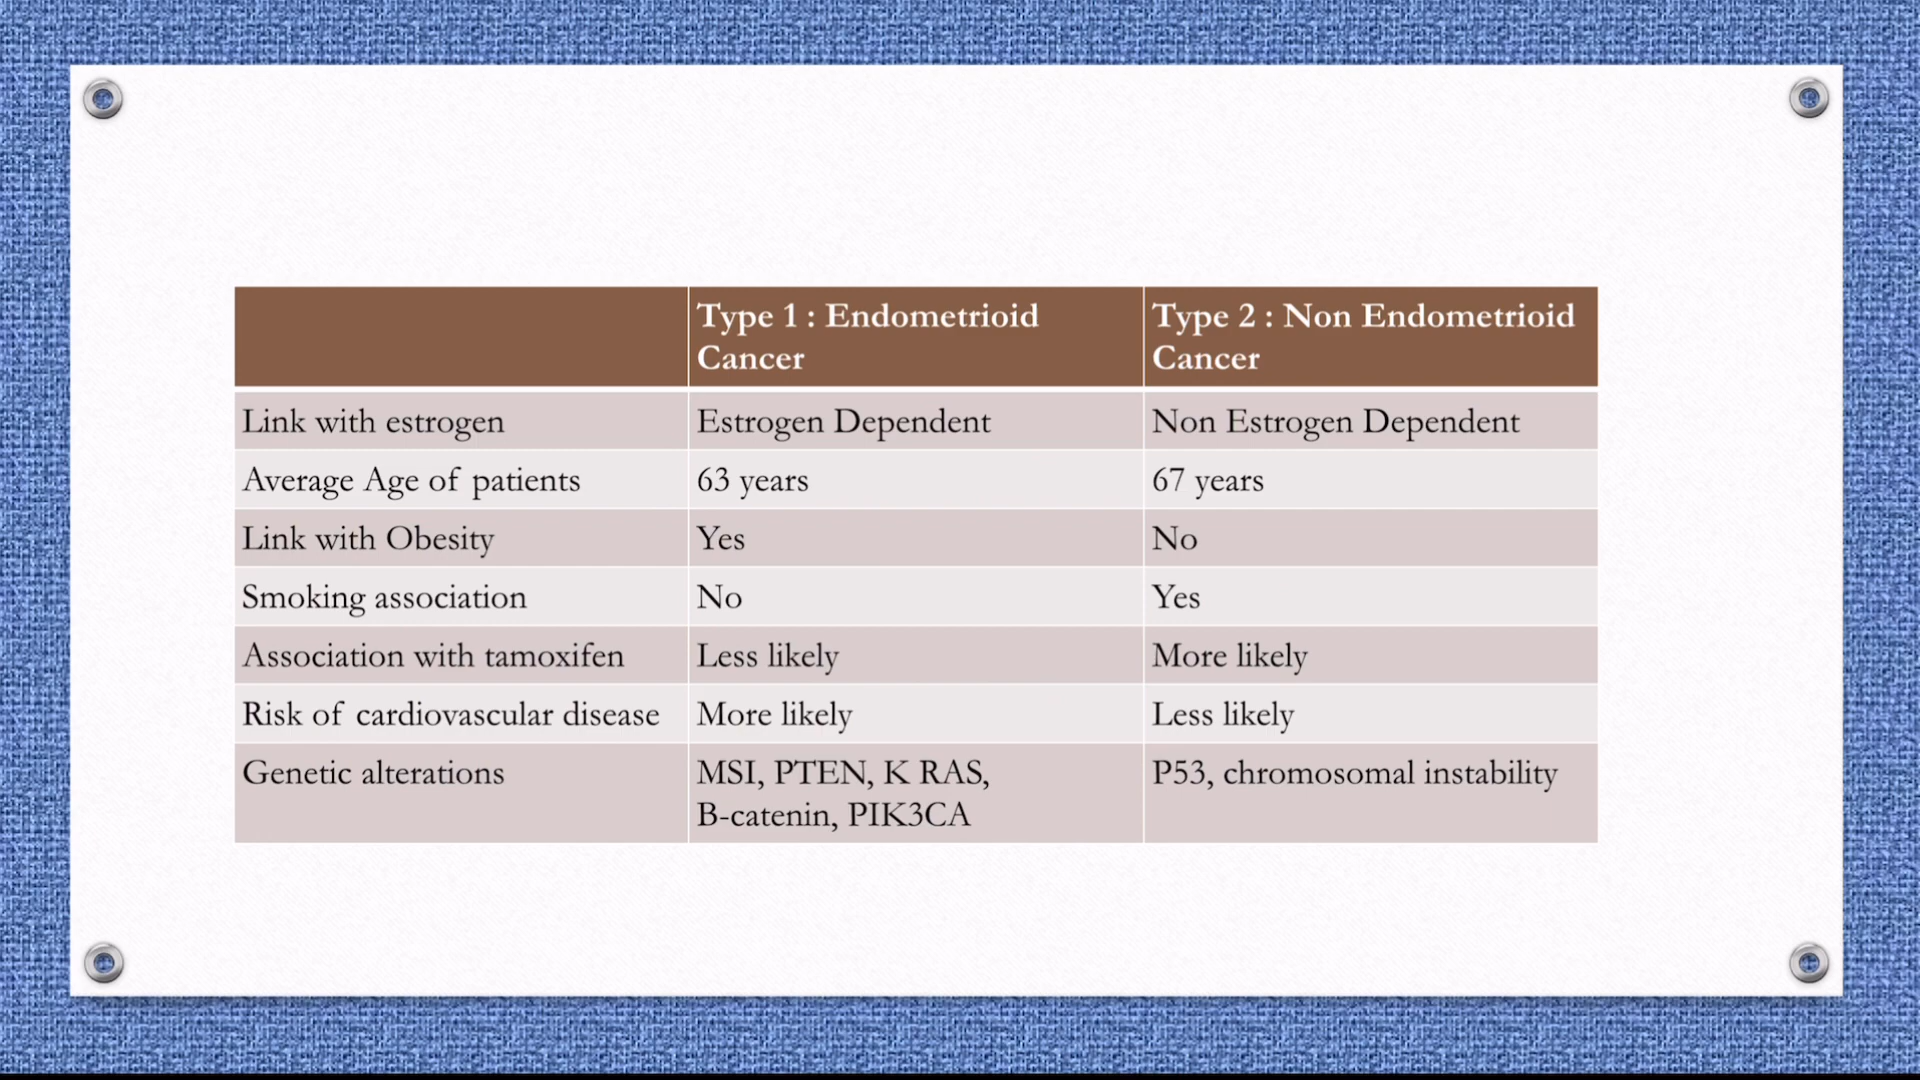 Type 1 : Endometrioid Cancer
Type 2 : Non Endometrioid Cancer
Link with estrogen
Estrogen Dependent
Non Estrogen Dependent
Average Age of patients
63 years
67 years
Link with Obesity
Yes
No
Smoking association
No
Yes
Association with tamoxifen
Less likely
More likely
Risk of cardiovascular disease
More likely
Less likely
Genetic alterations
MSI, PTEN, K RAS,
B-catenin, PIK3CA
P53, chromosomal instability